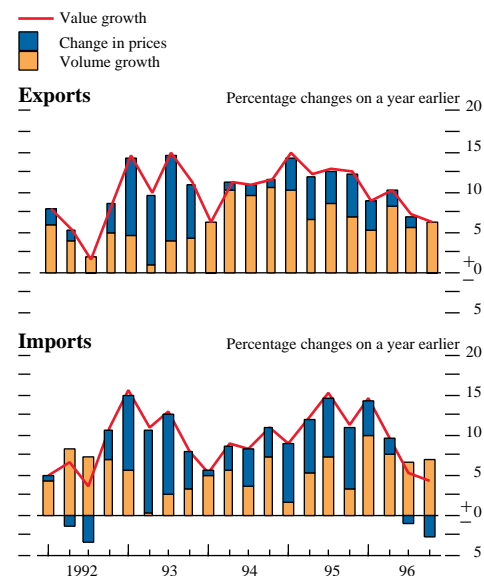 Value growth
Change in prices
Volume growth
Exports
Percentage changes on a year earlier
20
15
10
5
+
0
−
5
Imports
Percentage changes on a year earlier
20
15
10
5
+
0
−
5
1992 93 94 95 96